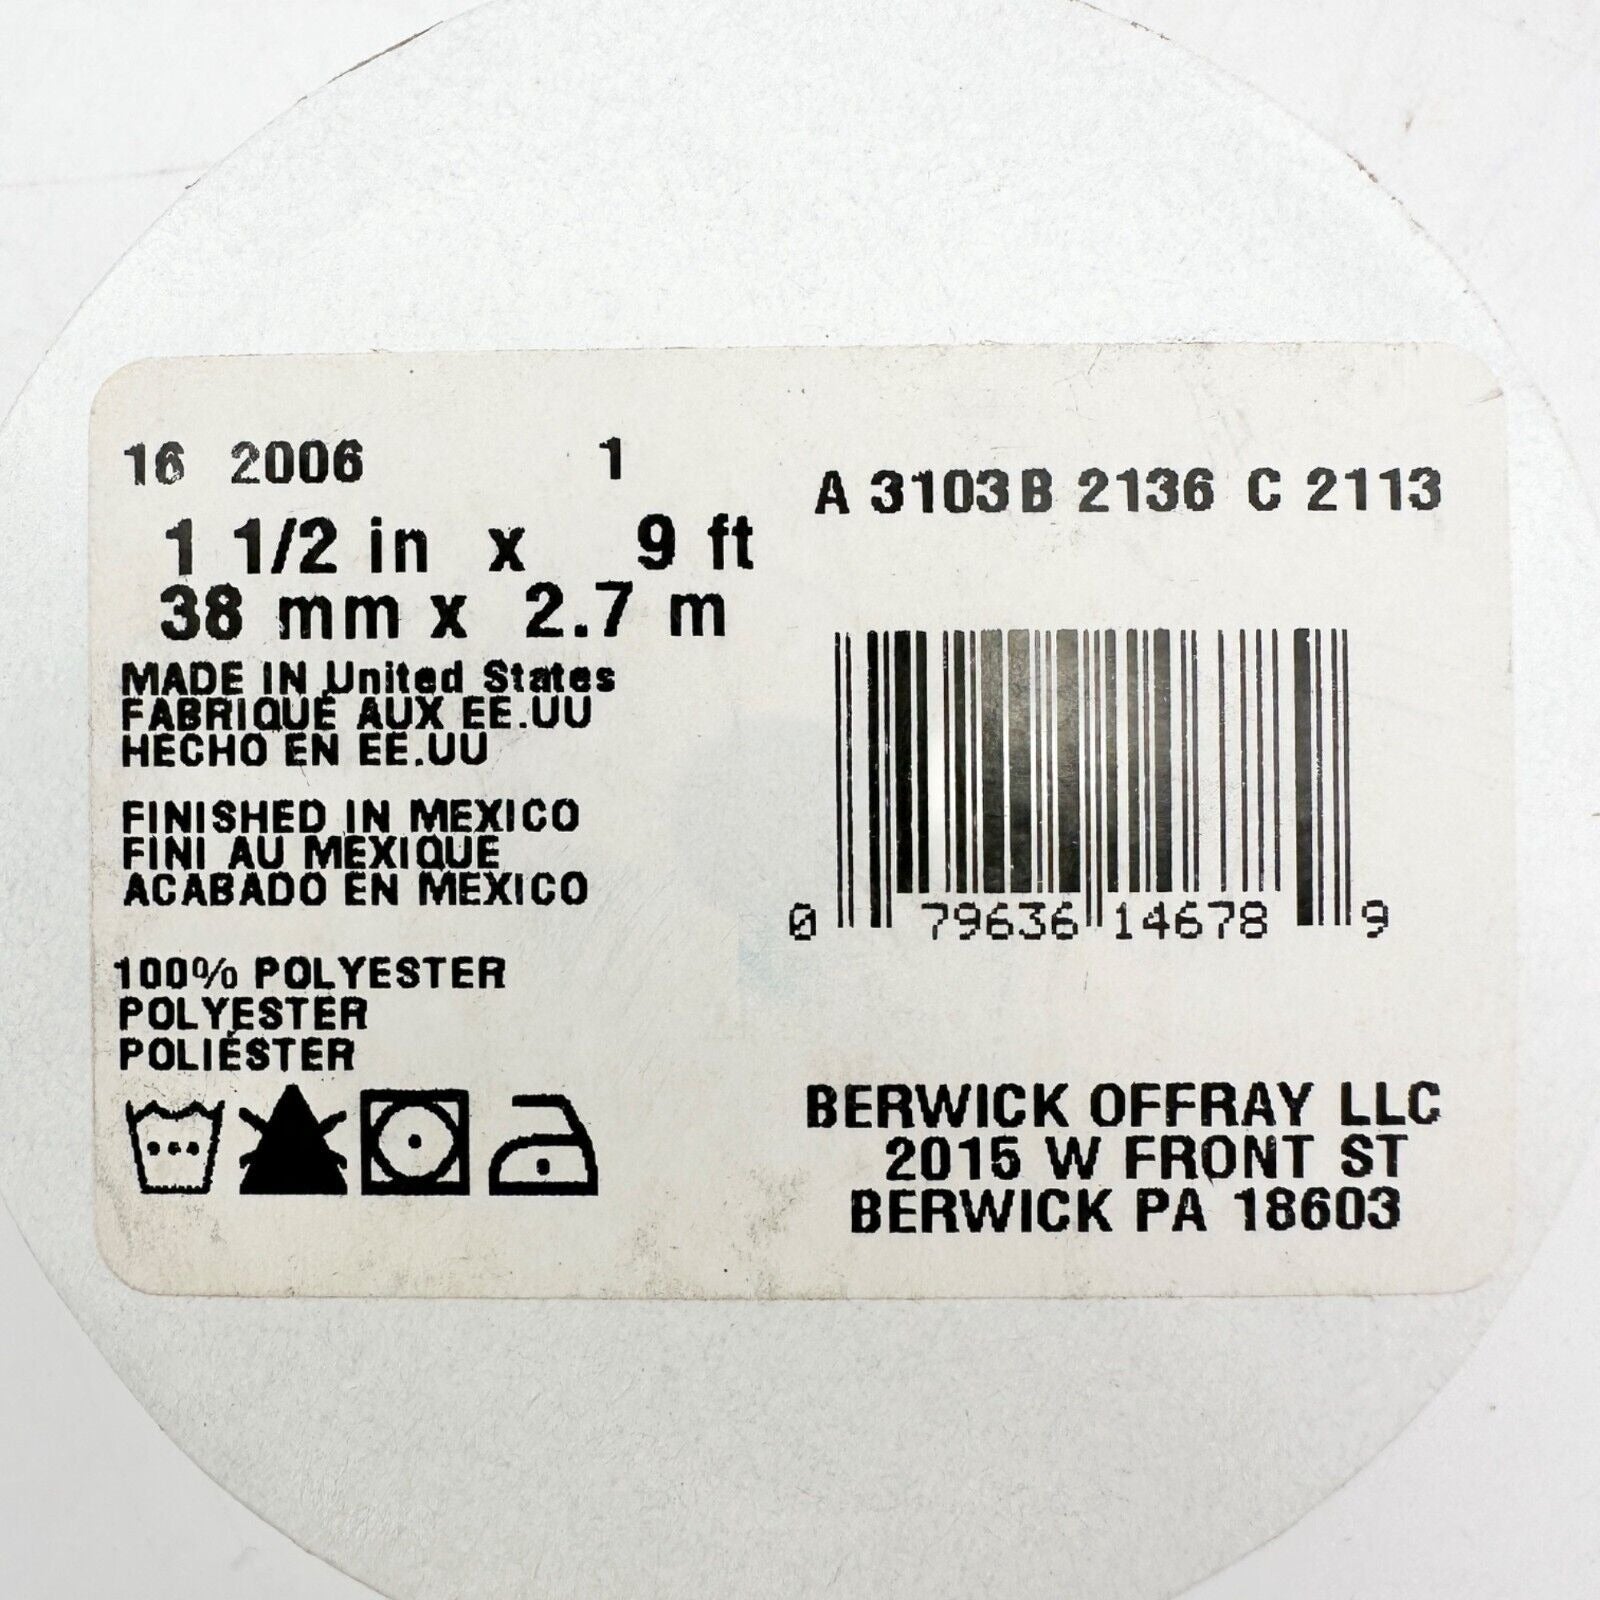 16 2006 1
1 1/2 in x 9 ft
38 mm x 2.7 m
MADE IN United States
FABRIQUÉ AUX EE.UU
HECHO EN EE.UU
FINISHED IN MEXICO
FINI AU MEXIQUE
ACABADO EN MEXICO
100% POLYESTER
POLYESTER
POLIÉSTER
A 3103 B 2136 C 2113
0 79636 14678 9
BERWICK OFFRAY LLC
2015 W FRONT ST
BERWICK PA 18603